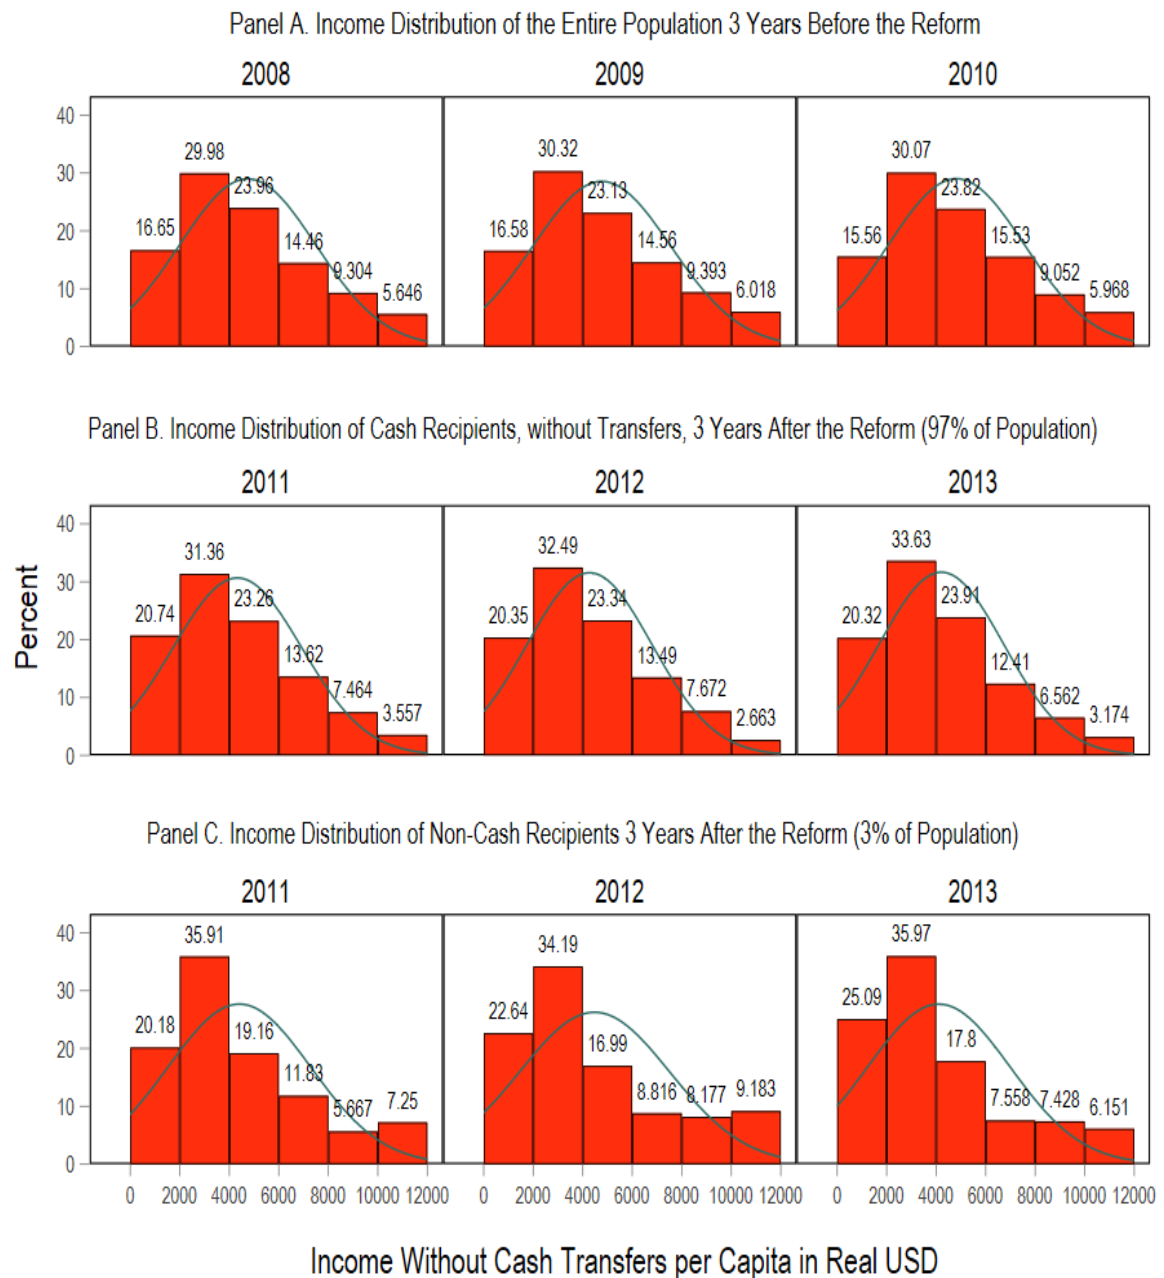 Panel A. Income Distribution of the Entire Population 3 Years Before the Reform
2008 2009 2010
40
30
20
10
0
16.65 29.98 23.96 14.46 9.304 5.646
16.58 30.32 23.13 14.56 9.393 6.018
15.56 30.07 23.82 15.53 9.052 5.968
Panel B. Income Distribution of Cash Recipients, without Transfers, 3 Years After the Reform (97% of Population)
2011 2012 2013
40
30
20
10
0
20.74 31.36 23.26 13.62 7.464 3.557
20.35 32.49 23.34 13.49 7.672 2.663
20.32 33.63 23.91 12.41 6.562 3.174
Percent
Panel C. Income Distribution of Non-Cash Recipients 3 Years After the Reform (3% of Population)
2011 2012 2013
40
30
20
10
0
20.18 35.91 19.16 11.83 5.667 7.25
22.64 34.19 16.99 8.816 8.177 9.183
25.09 35.97 17.8 7.558 7.428 6.151
0 2000 4000 6000 8000 10000 12000 0 2000 4000 6000 8000 10000 12000 0 2000 4000 6000 8000 10000 12000
Income Without Cash Transfers per Capita in Real USD